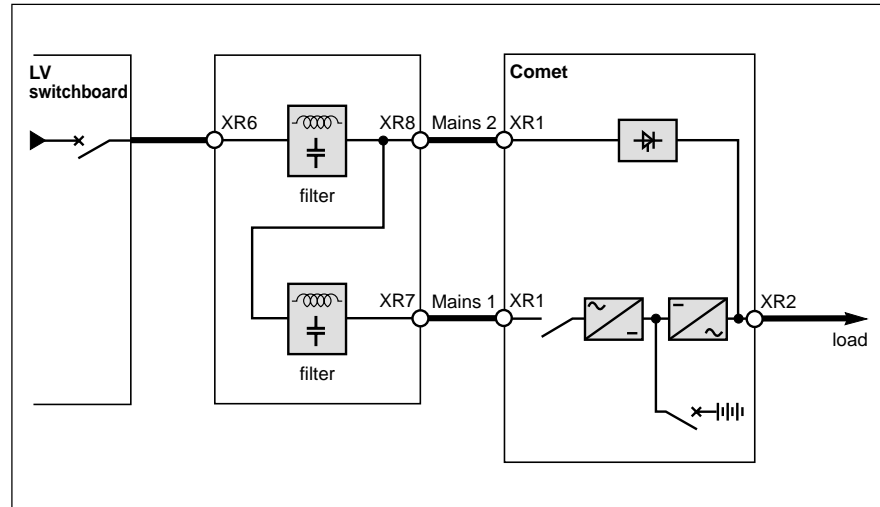 LV
switchboard
Comet
XR6
XR8
Mains 2
XR1
filter
XR7
Mains 1
XR1
XR2
filter
load